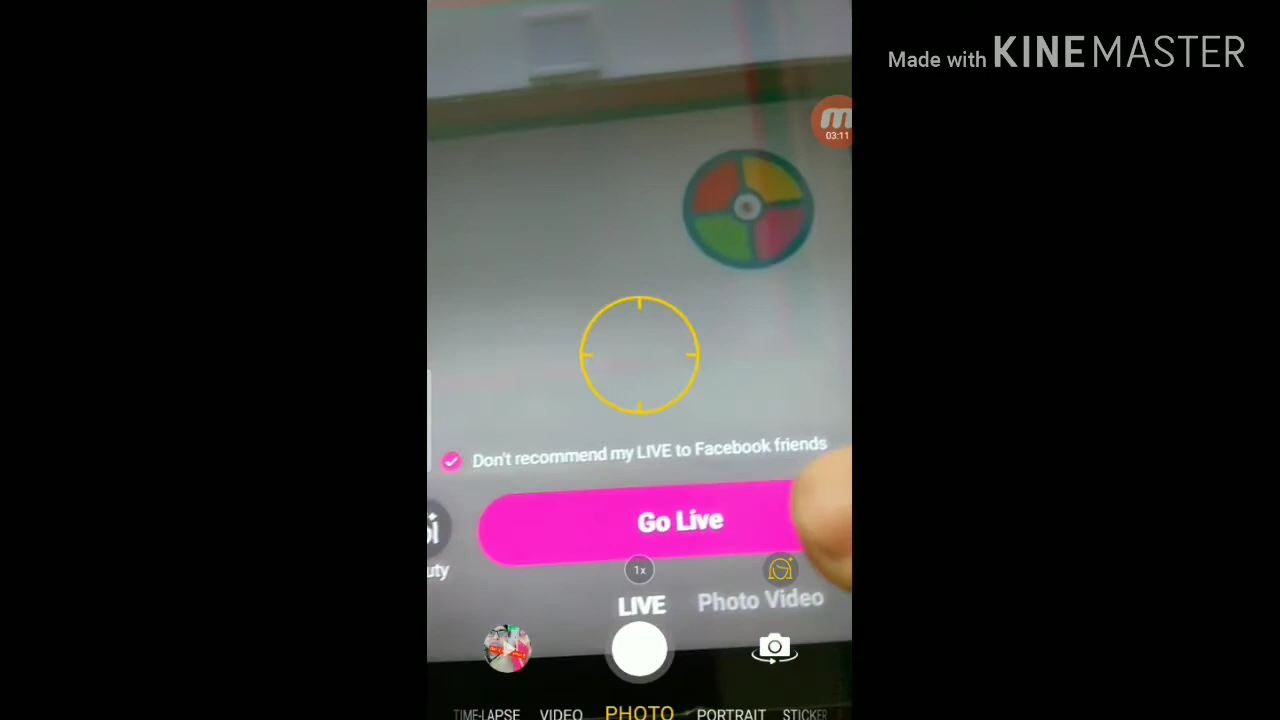 Made with KINEMASTER
03:11
Don't recommend my LIVE to Facebook friends
Go Live
uty
1x
LIVE Photo Video
TIME-LAPSE VIDEO PHOTO PORTRAIT STICKER